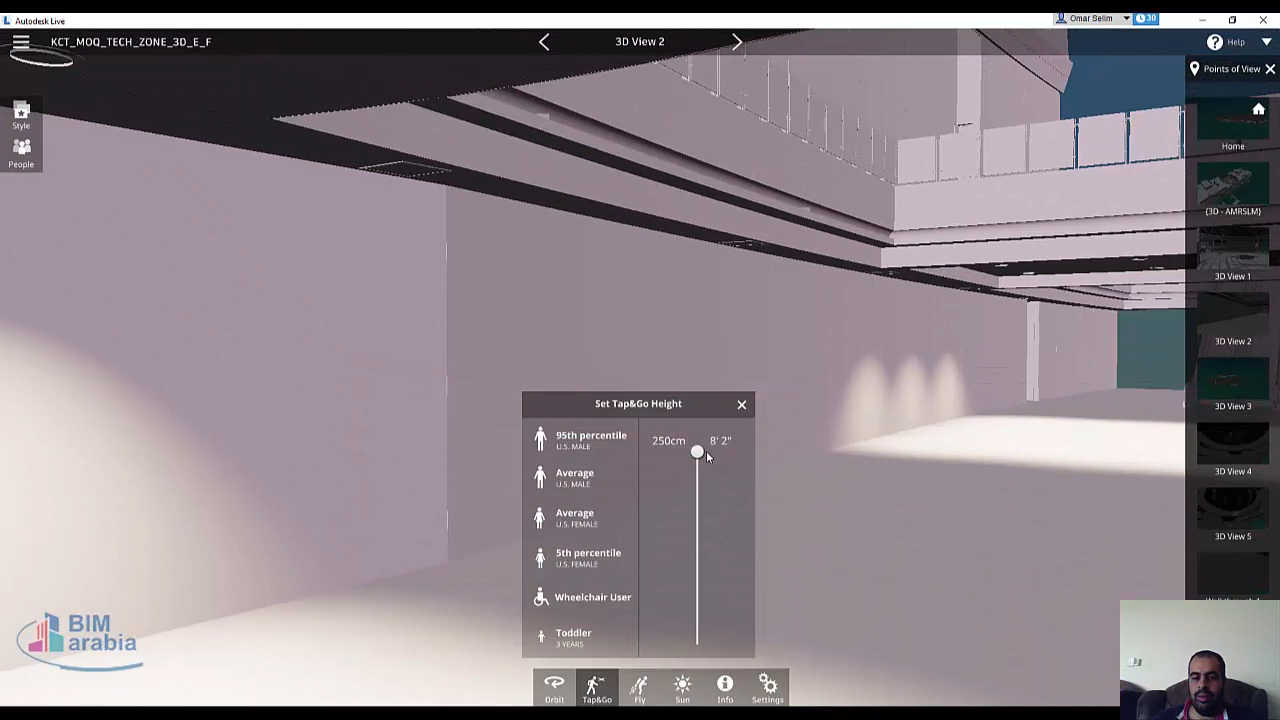 Autodesk Live
Omar Selim
30
KCT_MOQ_TECH_ZONE_3D_E_F
3D View 2
Help
Points of View
Style
People
Home
{3D - AMRSLM}
3D View 1
3D View 2
3D View 3
3D View 4
3D View 5
Set Tap&Go Height
95th percentile
U.S. MALE
250cm 8' 2"
Average
U.S. MALE
Average
U.S. FEMALE
5th percentile
U.S. FEMALE
Wheelchair User
Toddler
3 YEARS
BIM
arabia
Orbit
Tap&Go
Fly
Sun
Info
Settings